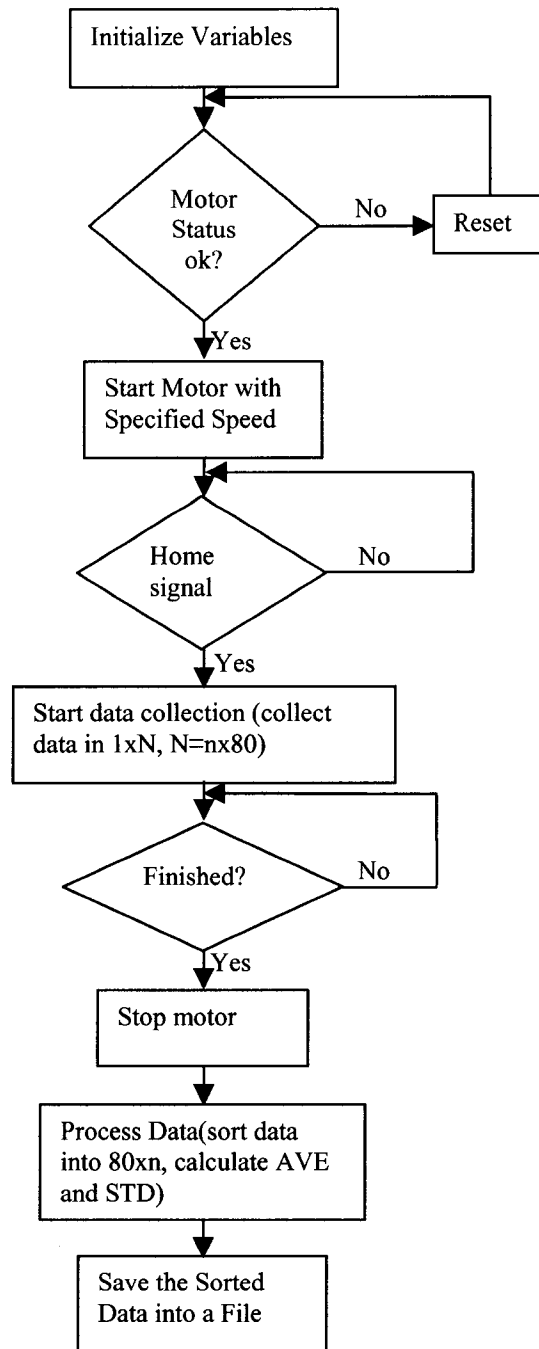 Initialize Variables
Motor
Status
ok?
No
Reset
Yes
Start Motor with
Specified Speed
Home
signal
No
Yes
Start data collection (collect
data in 1xN, N=nx80)
Finished?
No
Yes
Stop motor
Process Data(sort data
into 80xn, calculate AVE
and STD)
Save the Sorted
Data into a File